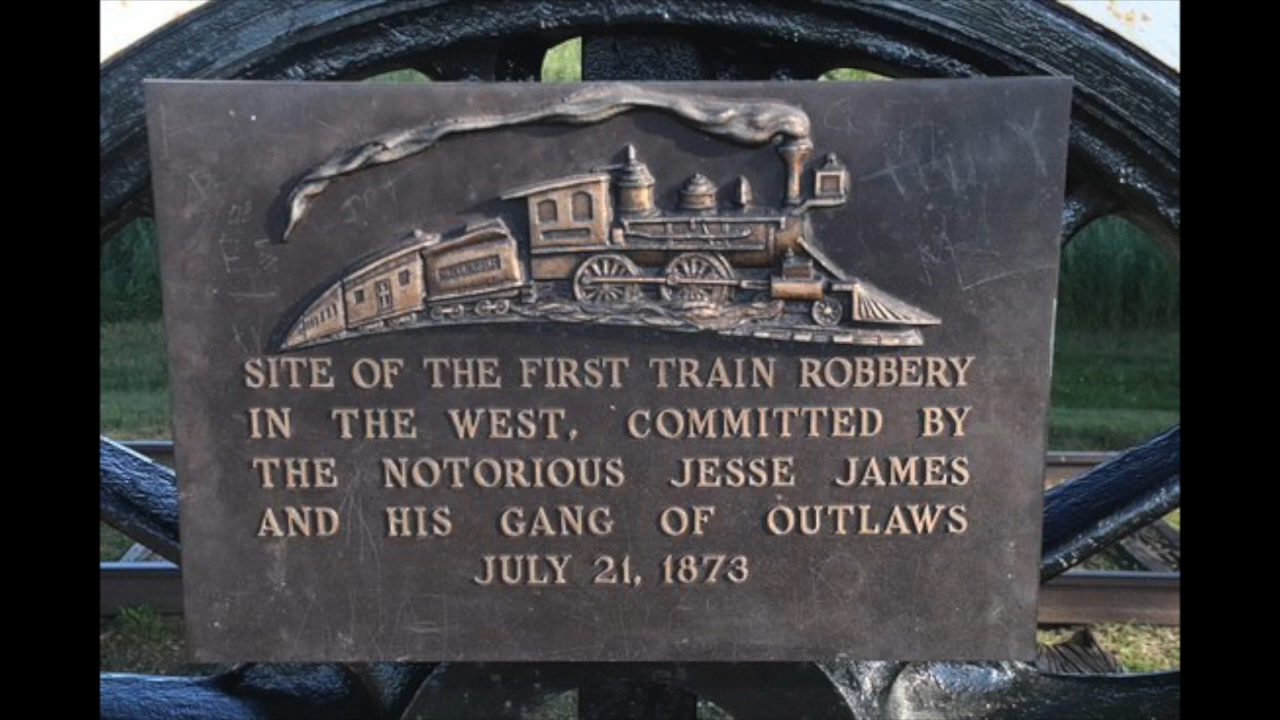 SITE OF THE FIRST TRAIN ROBBERY
IN THE WEST, COMMITTED BY
THE NOTORIOUS JESSE JAMES
AND HIS GANG OF OUTLAWS
JULY 21, 1873